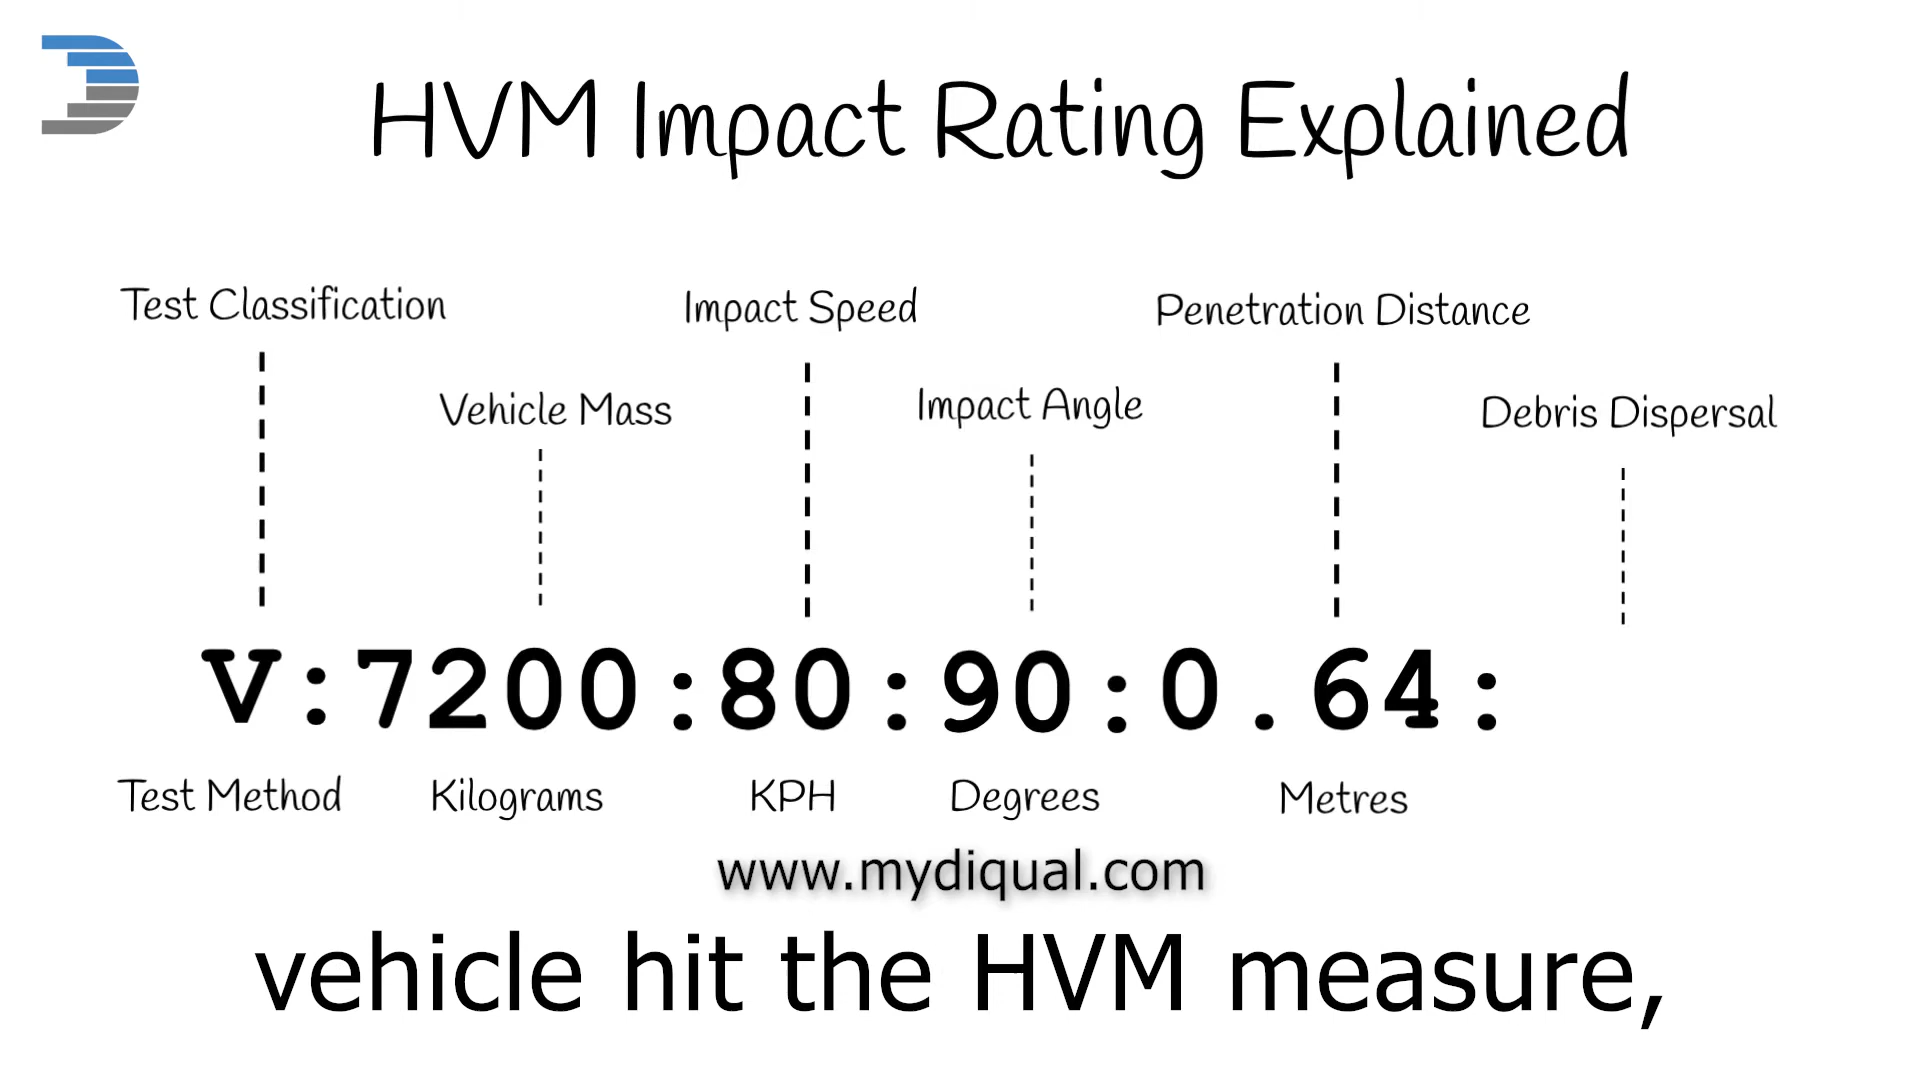 HVM Impact Rating Explained
Test Classification
Impact Speed
Penetration Distance
Vehicle Mass
Impact Angle
Debris Dispersal
V:7200:80:90:0.64:
Test Method
Kilograms
KPH
Degrees
Metres
www.mydiqual.com
vehicle hit the HVM measure,